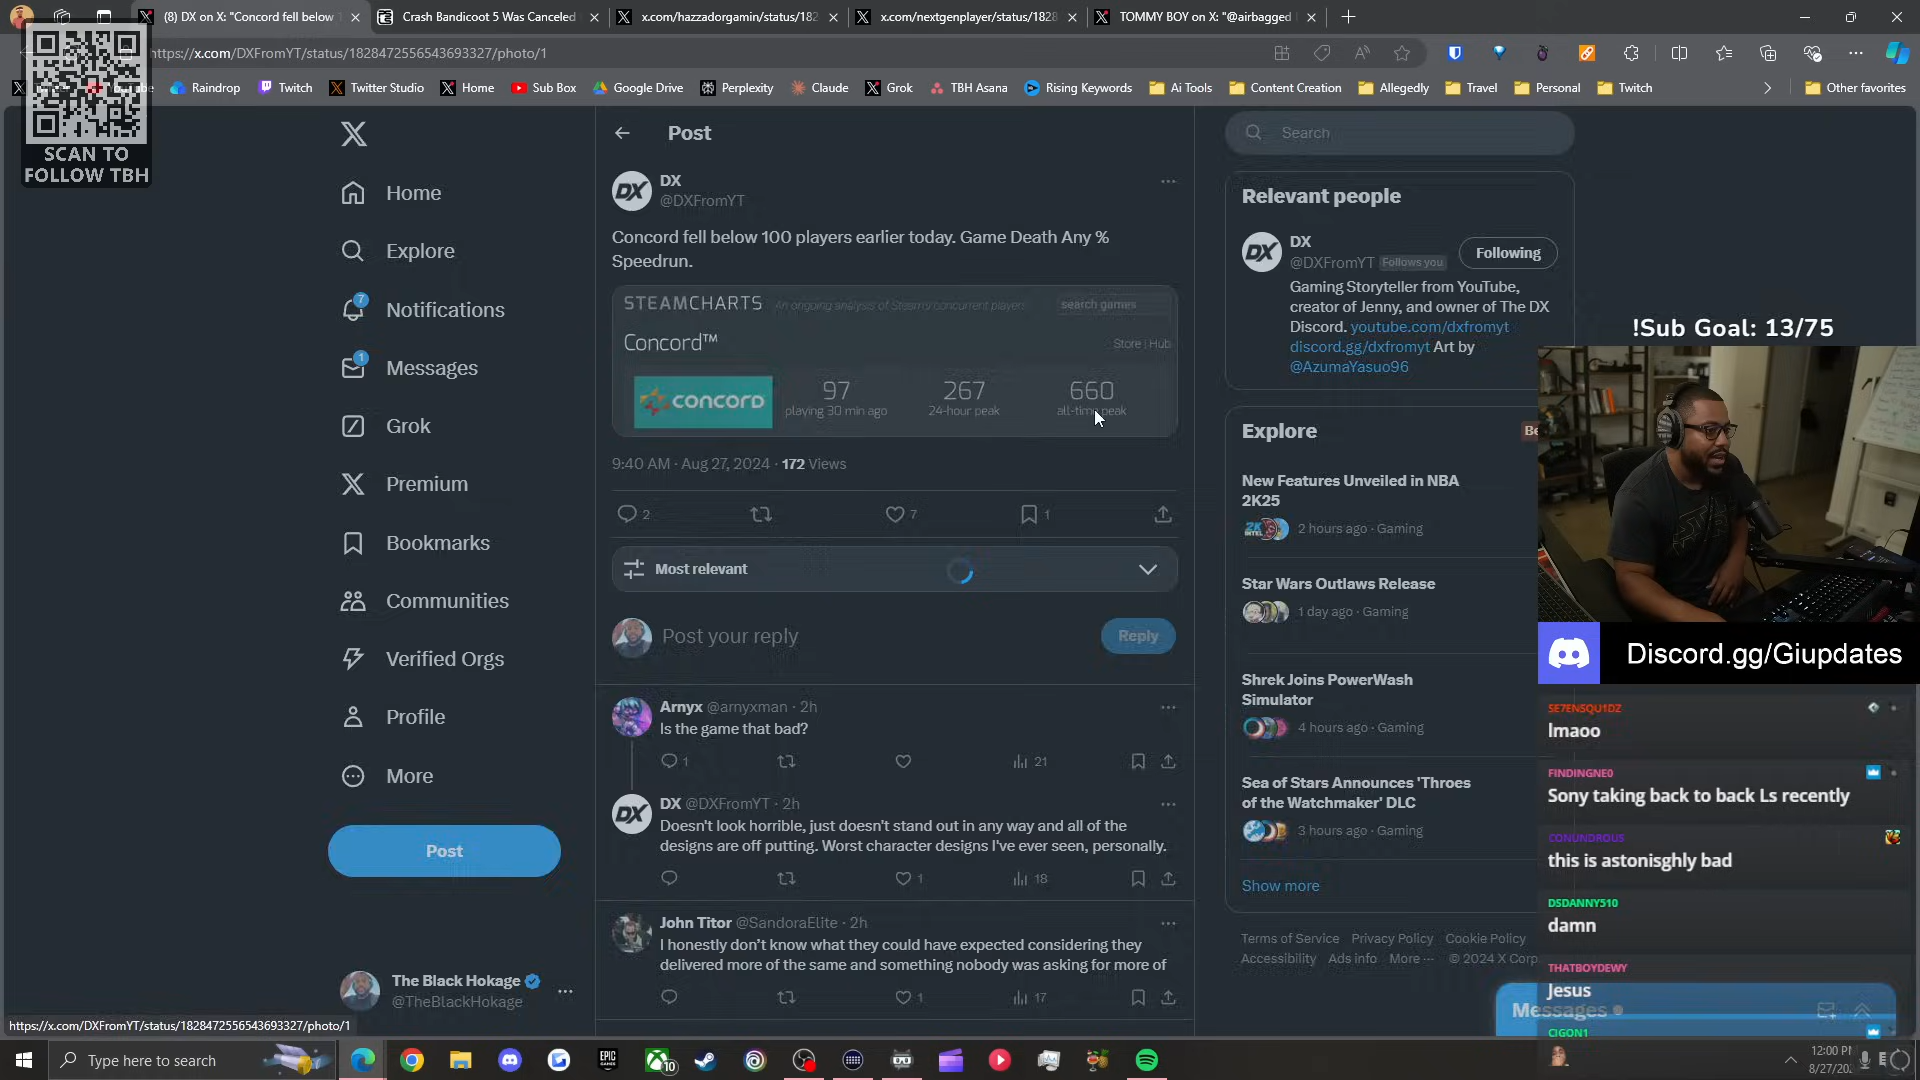 (8) DX on X: "Concord fell below 1
Crash Bandicoot 5 Was Canceled
x.com/hazzadorgamin/status/182
x.com/nextgenplayer/status/1828
TOMMY BOY on X: "@airbagged
https://x.com/DXFromYT/status/1828472556543693327/photo/1
Raindrop
Twitch
Twitter Studio
Home
Sub Box
Google Drive
Perplexity
Claude
Grok
TBH Asana
Rising Keywords
Ai Tools
Content Creation
Allegedly
Travel
Personal
Twitch
Other favorites
SCAN TO
FOLLOW TBH
Home
Explore
7
Notifications
1
Messages
Grok
Premium
Bookmarks
Communities
Verified Orgs
Profile
More
Post
The Black Hokage
@TheBlackHokage
https://x.com/DXFromYT/status/1828472556543693327/photo/1
Post
DX
@DXFromYT
Concord fell below 100 players earlier today. Game Death Any %
Speedrun.
STEAMCHARTS An ongoing analysis of Steam's concurrent players. search games
Concord™
Store | Hub
concord
97
playing 30 min ago
267
24-hour peak
660
all-time peak
9:40 AM · Aug 27, 2024 · 172 Views
2
7
1
Most relevant
Post your reply
Reply
Arnyx @arnyxman · 2h
Is the game that bad?
1
21
DX @DXFromYT · 2h
Doesn't look horrible, just doesn't stand out in any way and all of the
designs are off putting. Worst character designs I've ever seen, personally.
1
18
John Titor @SandoraElite · 2h
I honestly don't know what they could have expected considering they
delivered more of the same and something nobody was asking for more of
1
17
Search
Relevant people
DX
@DXFromYT Follows you
Following
Gaming Storyteller from YouTube,
creator of Jenny, and owner of The DX
Discord. youtube.com/dxfromyt
discord.gg/dxfromyt Art by
@AzumaYasuo96
Explore
Be
New Features Unveiled in NBA
2K25
2 hours ago · Gaming
Star Wars Outlaws Release
1 day ago · Gaming
Shrek Joins PowerWash
Simulator
4 hours ago · Gaming
Sea of Stars Announces 'Throes
of the Watchmaker' DLC
3 hours ago · Gaming
Show more
Terms of Service Privacy Policy Cookie Policy
Accessibility Ads info More ··· © 2024 X Corp
!Sub Goal: 13/75
Discord.gg/Giupdates
SE7ENSQU1DZ
lmaoo
FINDINGNE0
Sony taking back to back Ls recently
CONUNDROUS
this is astonisghly bad
DSDANNY510
damn
THATBOYDEWY
Jesus
Messages
CIGON1
Type here to search
EPIC
GAMES
10
12:00 P
8/27/20